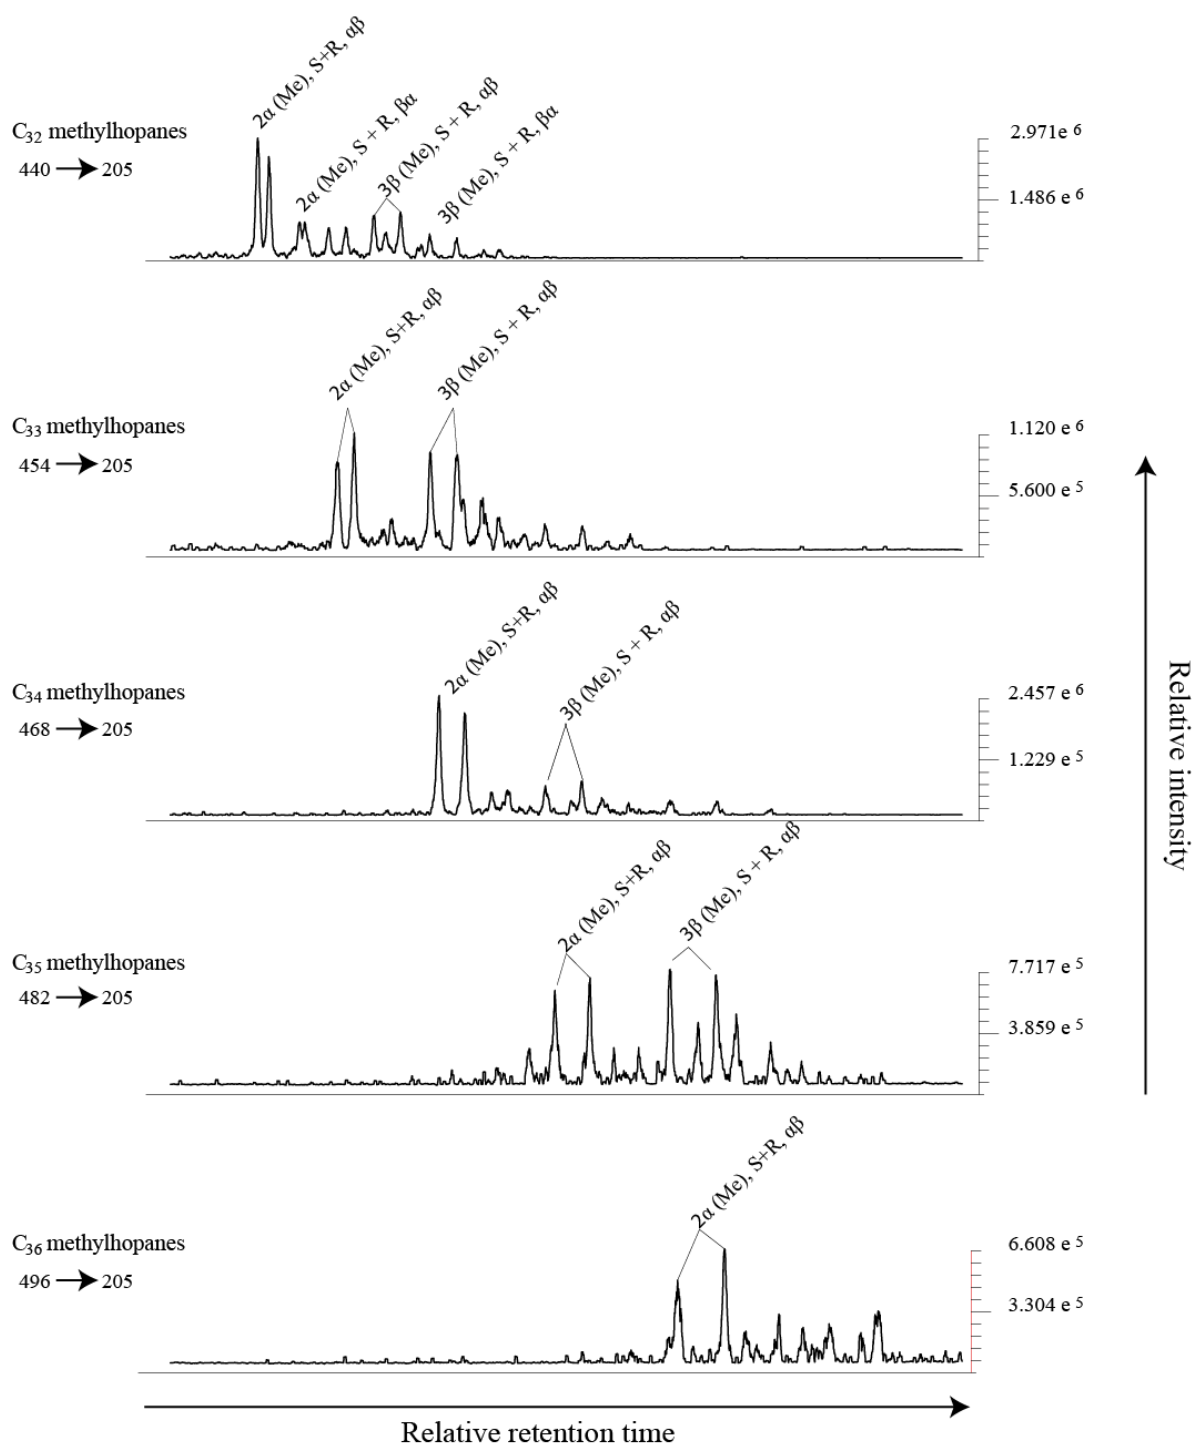 2α (Me), S+R, αβ
2α (Me), S + R, βα
3β (Me), S + R, αβ
3β (Me), S + R, βα
C32 methylhopanes
440 → 205
2.971e 6
1.486 e 6
2α (Me), S+R, αβ
3β (Me), S + R, αβ
C33 methylhopanes
454 → 205
1.120 e 6
5.600 e 5
2α (Me), S+R, αβ
3β (Me), S + R, αβ
C34 methylhopanes
468 → 205
2.457 e 6
1.229 e 5
2α (Me), S+R, αβ
3β (Me), S + R, αβ
C35 methylhopanes
482 → 205
7.717 e 5
3.859 e 5
2α (Me), S+R, αβ
C36 methylhopanes
496 → 205
6.608 e 5
3.304 e 5
Relative intensity
Relative retention time